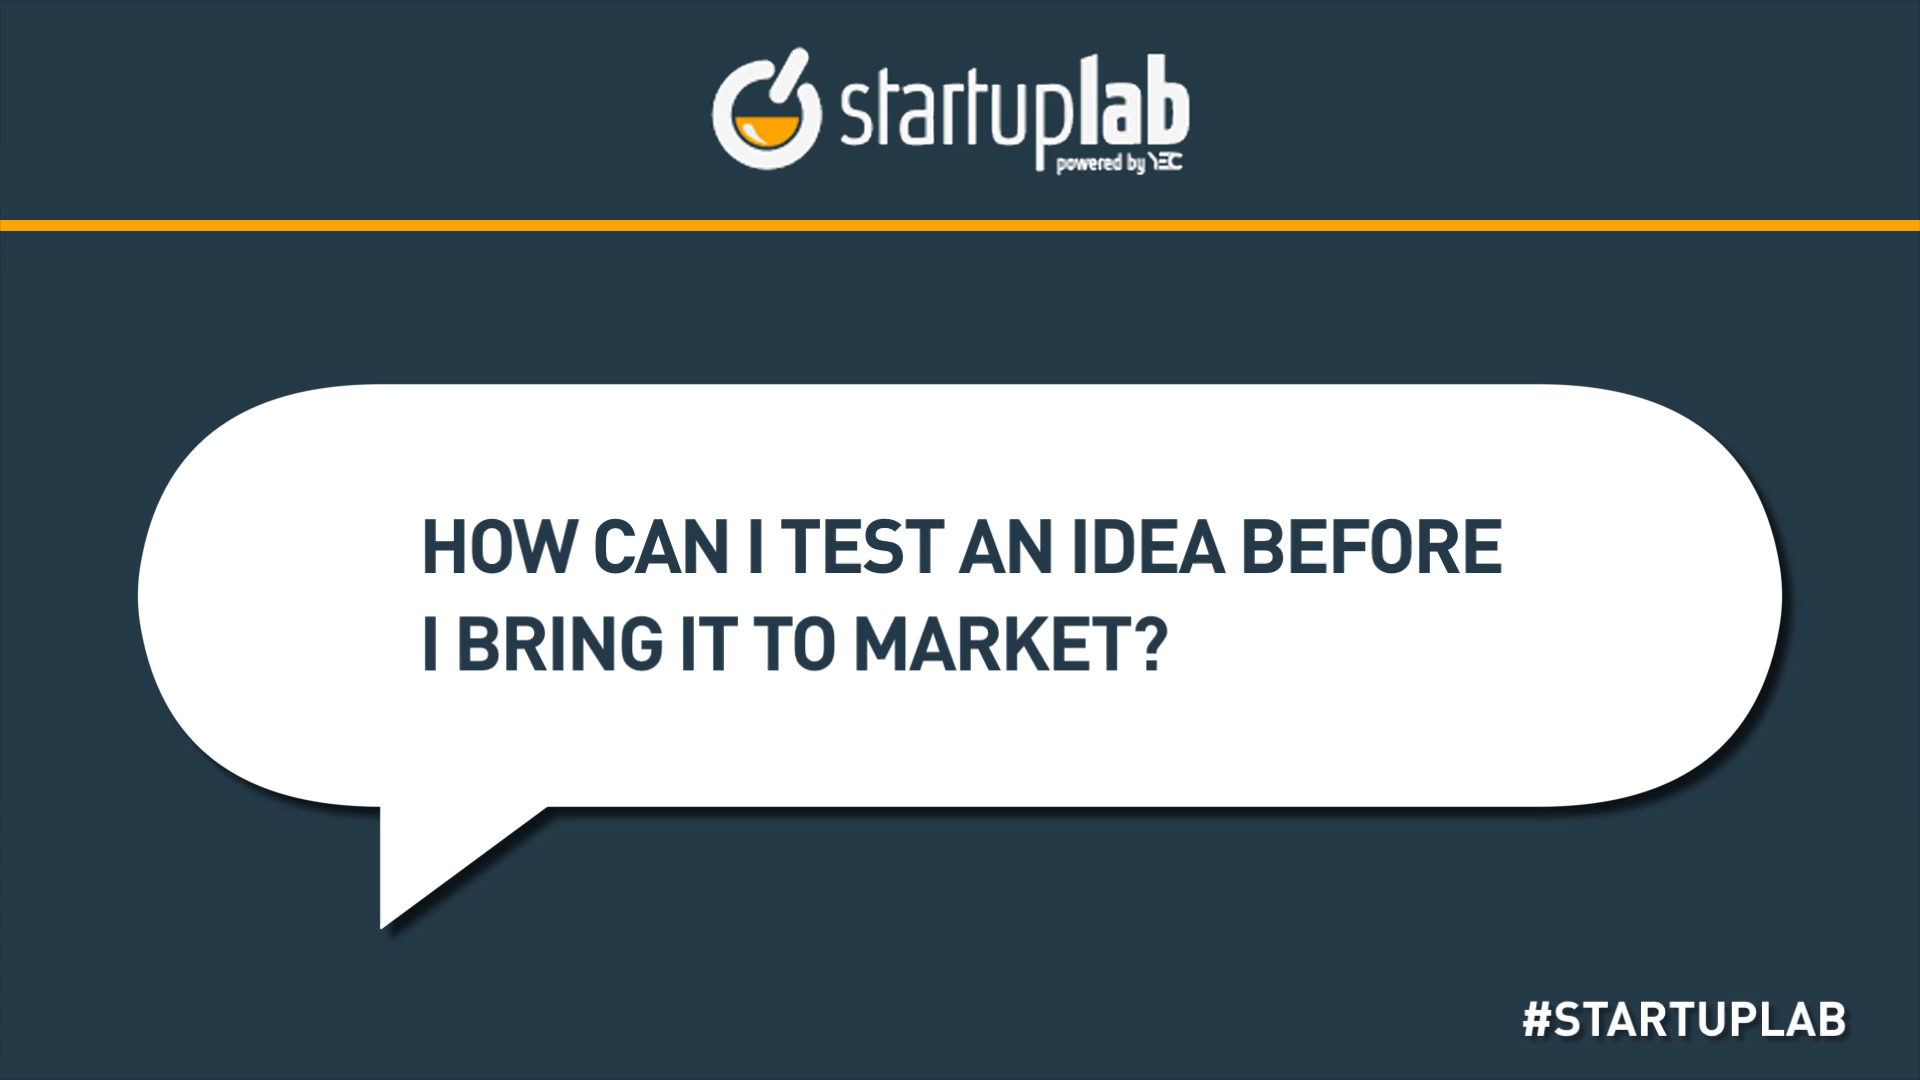 startuplab
powered by YEC
HOW CAN I TEST AN IDEA BEFORE
I BRING IT TO MARKET?
#STARTUPLAB